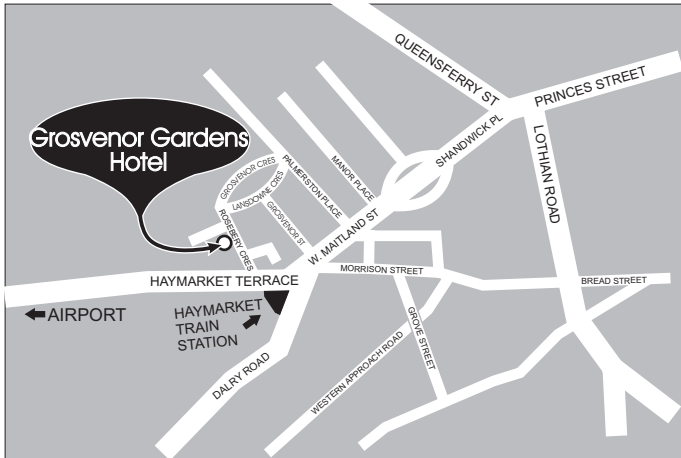 QUEENSFERRY ST
PRINCES STREET
SHANDWICK PL
LOTHIAN ROAD
Grosvenor Gardens
Hotel
GROSVENOR CRES
LANSDOWNE CRES
PALMERSTON PLACE
MANOR PLACE
GROSVENOR ST
ROSEBERY CRES
W. MAITLAND ST
MORRISON STREET
BREAD STREET
HAYMARKET TERRACE
AIRPORT
HAYMARKET
TRAIN
STATION
GROVE STREET
WESTERN APPROACH ROAD
DALRY ROAD